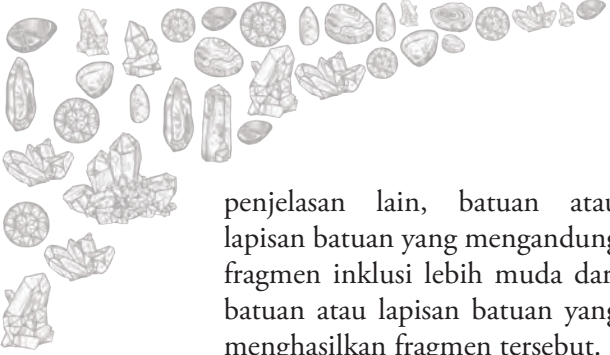 penjelasan lain, batuan atau
lapisan batuan yang mengandung
fragmen inklusi lebih muda dari
batuan atau lapisan batuan yang
menghasilkan fragmen tersebut.